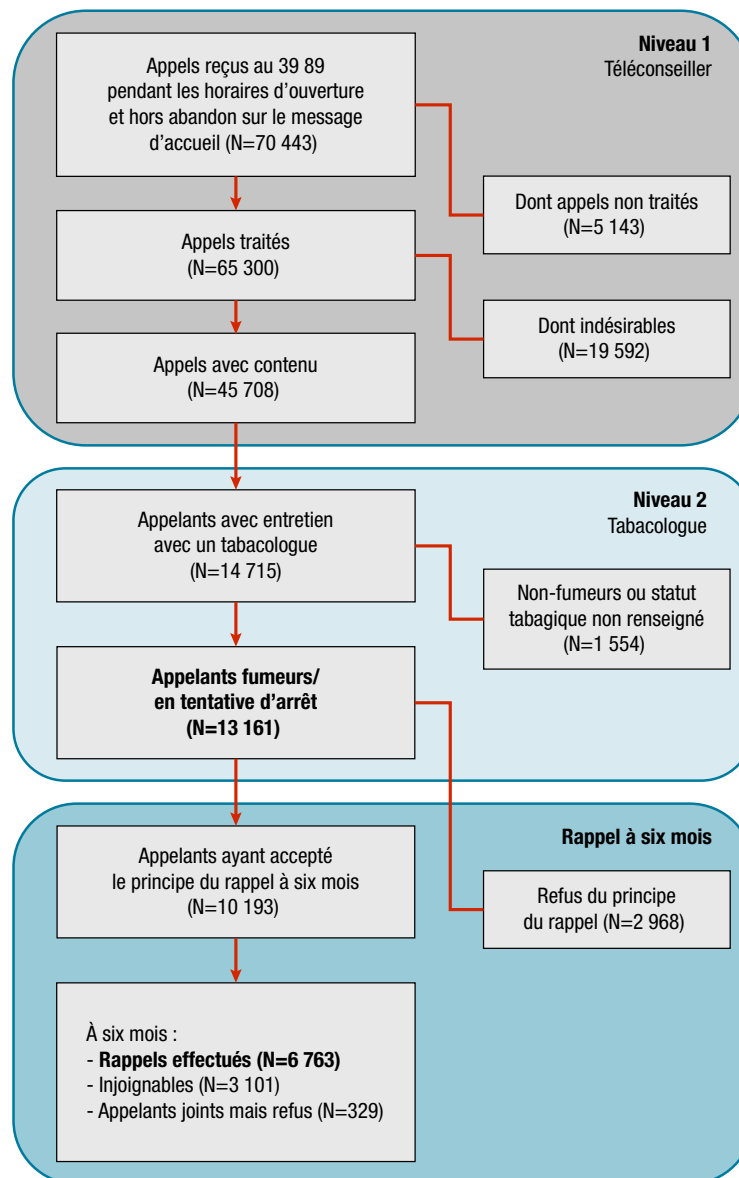 Niveau 1
Téléconseiller
Appels reçus au 39 89
pendant les horaires d'ouverture
et hors abandon sur le message
d'accueil (N=70 443)
Dont appels non traités
(N=5 143)
Appels traités
(N=65 300)
Dont indésirables
(N=19 592)
Appels avec contenu
(N=45 708)
Niveau 2
Tabacologue
Appelants avec entretien
avec un tabacologue
(N=14 715)
Non-fumeurs ou statut
tabagique non renseigné
(N=1 554)
Appelants fumeurs/
en tentative d'arrêt
(N=13 161)
Rappel à six mois
Appelants ayant accepté
le principe du rappel à six mois
(N=10 193)
Refus du principe
du rappel (N=2 968)
À six mois :
- Rappels effectués (N=6 763)
- Injoignables (N=3 101)
- Appelants joints mais refus (N=329)